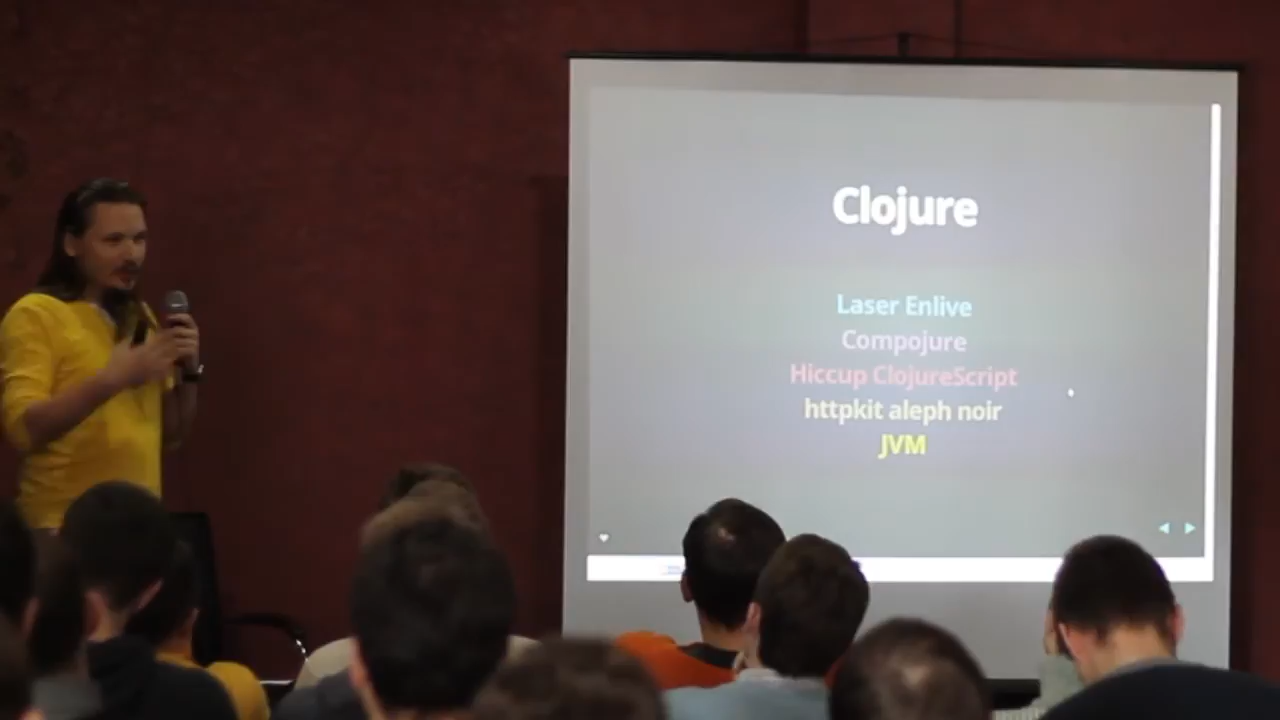 Clojure
Laser Enlive
Compojure
Hiccup ClojureScript
httpkit aleph noir
JVM